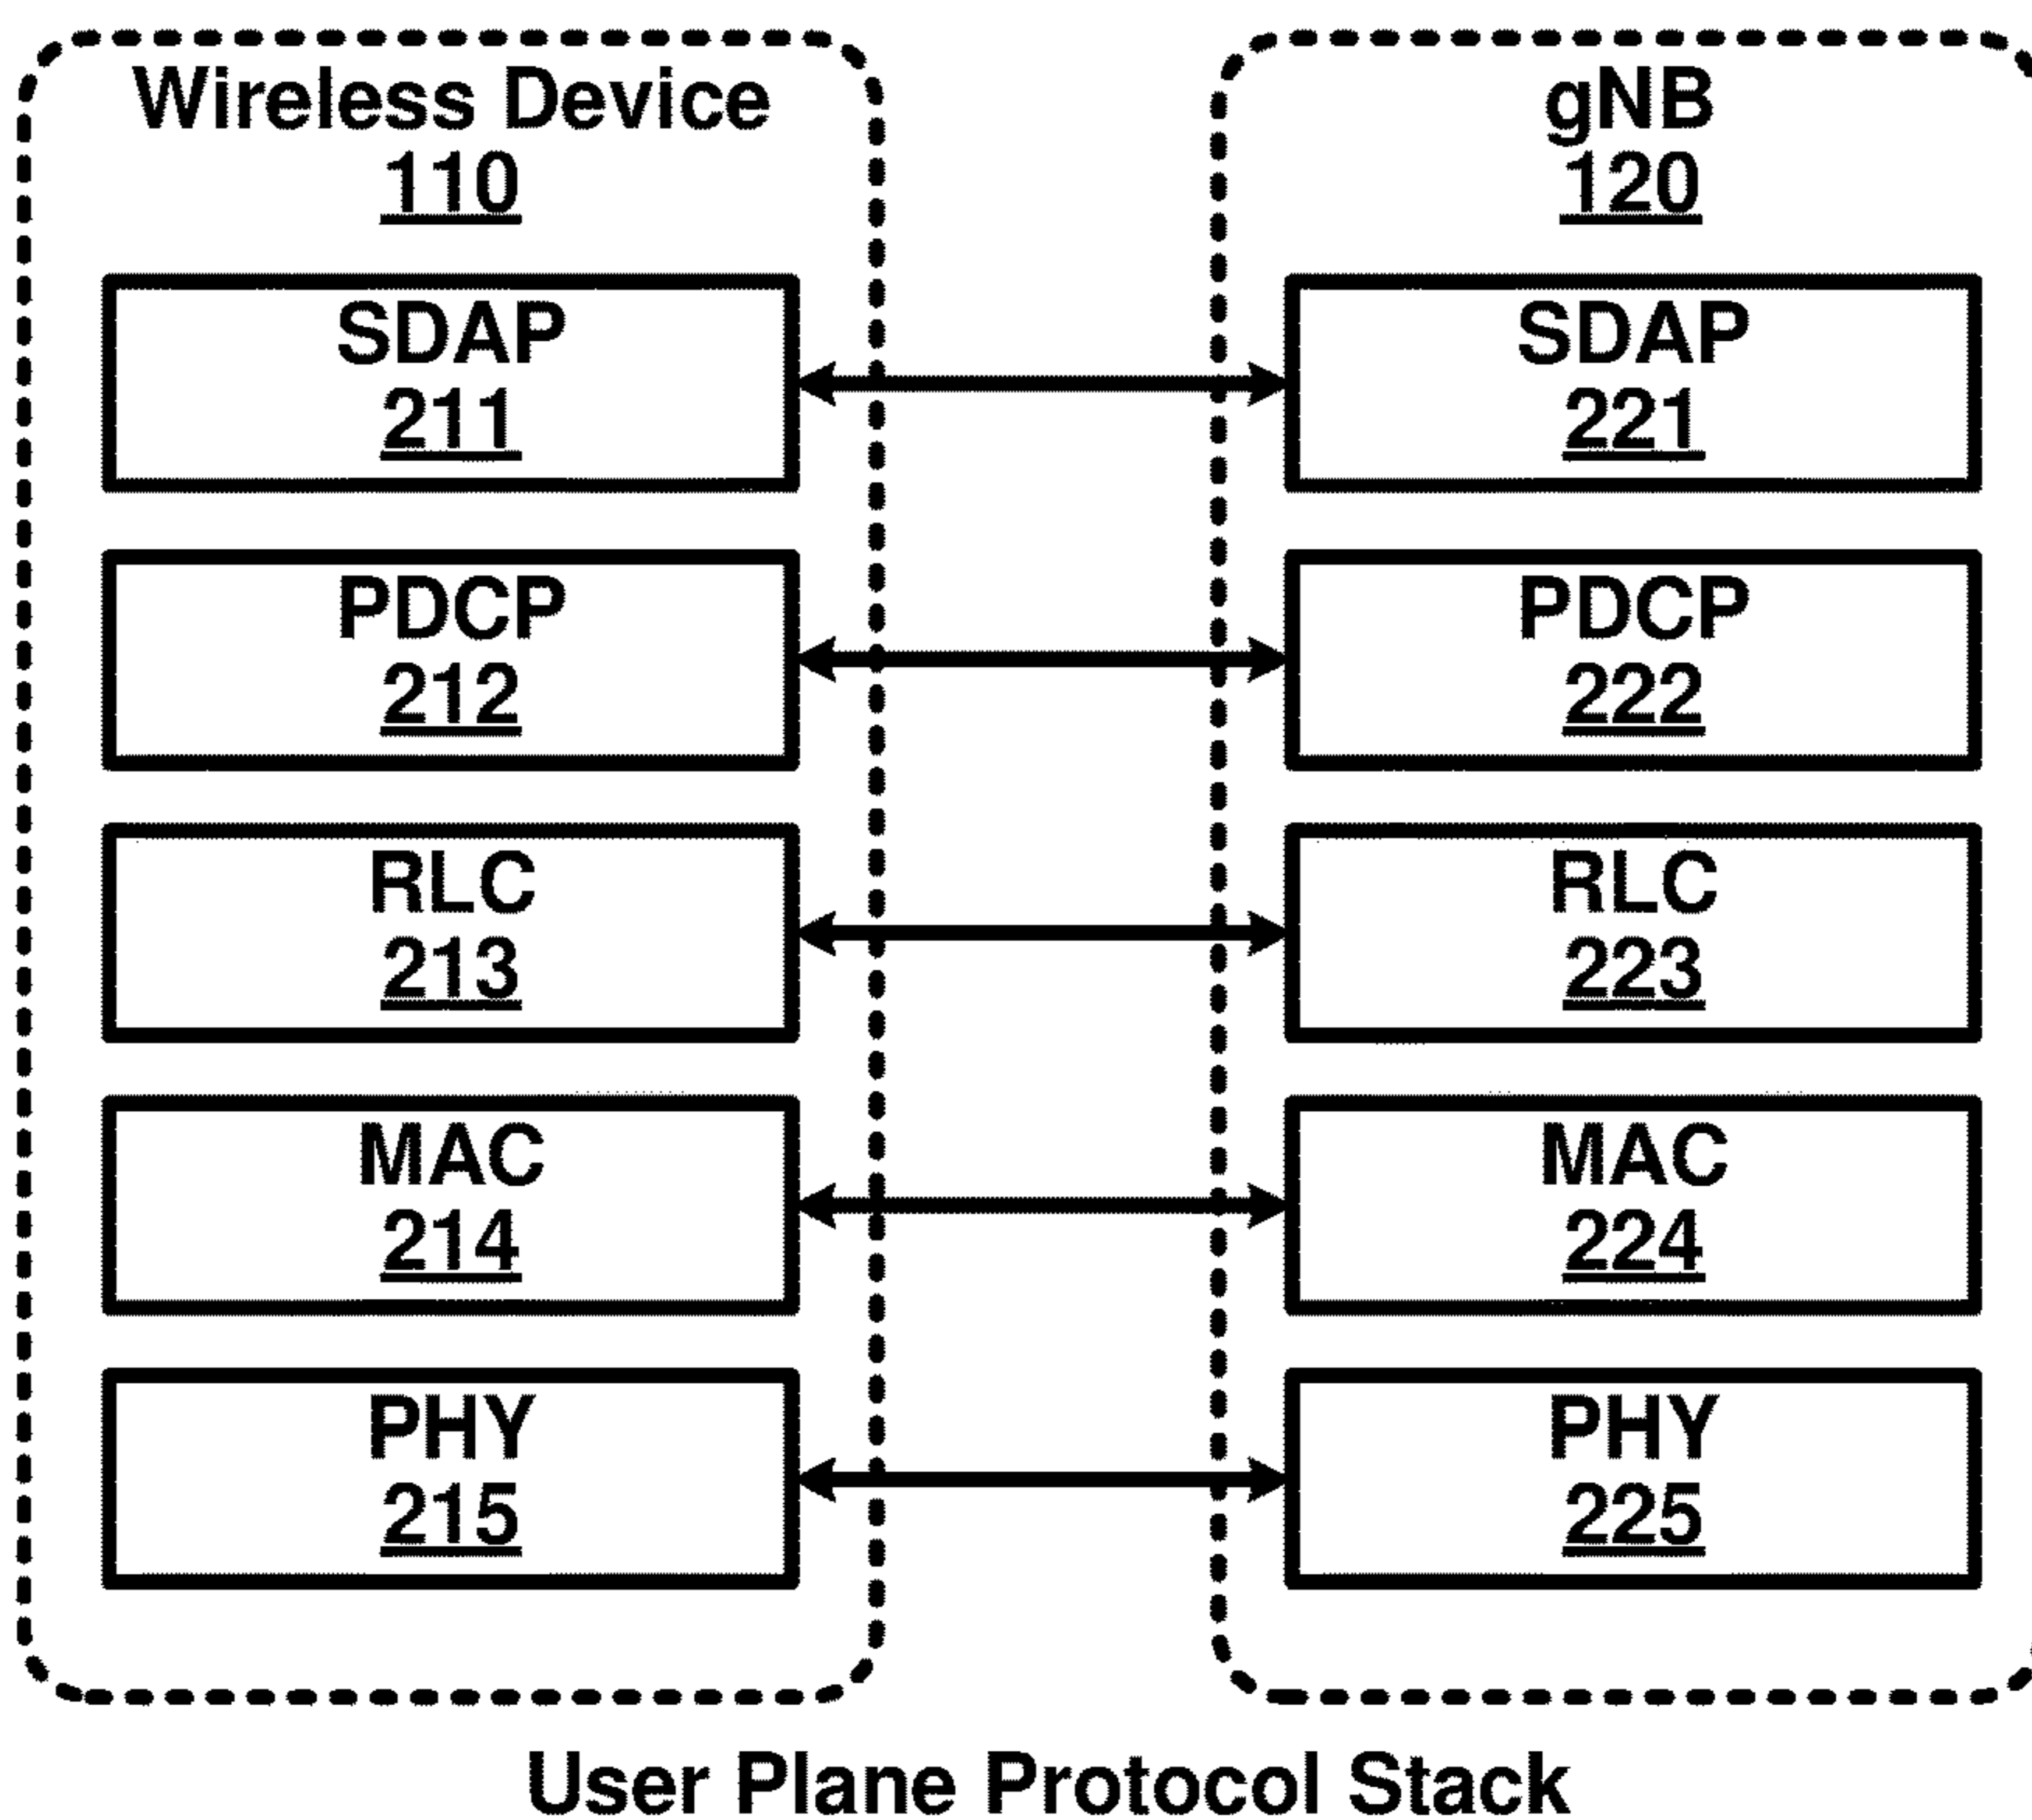 Wireless Device
110
gNB
120
SDAP
211
SDAP
221
PDCP
212
PDCP
222
RLC
213
RLC
223
MAC
214
MAC
224
PHY
215
PHY
225
User Plane Protocol Stack